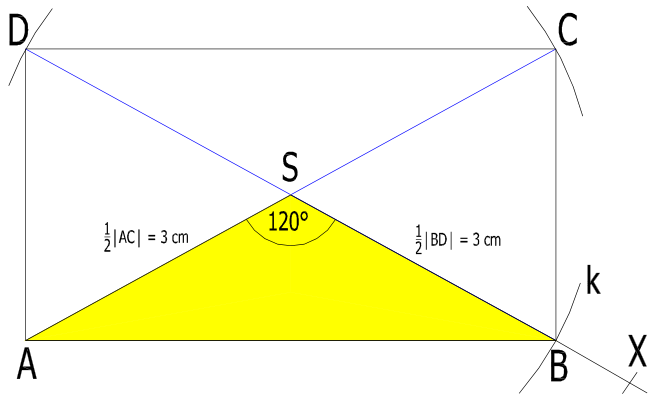 D
C
S
120°
½|AC| = 3 cm
½|BD| = 3 cm
k
A
B
X